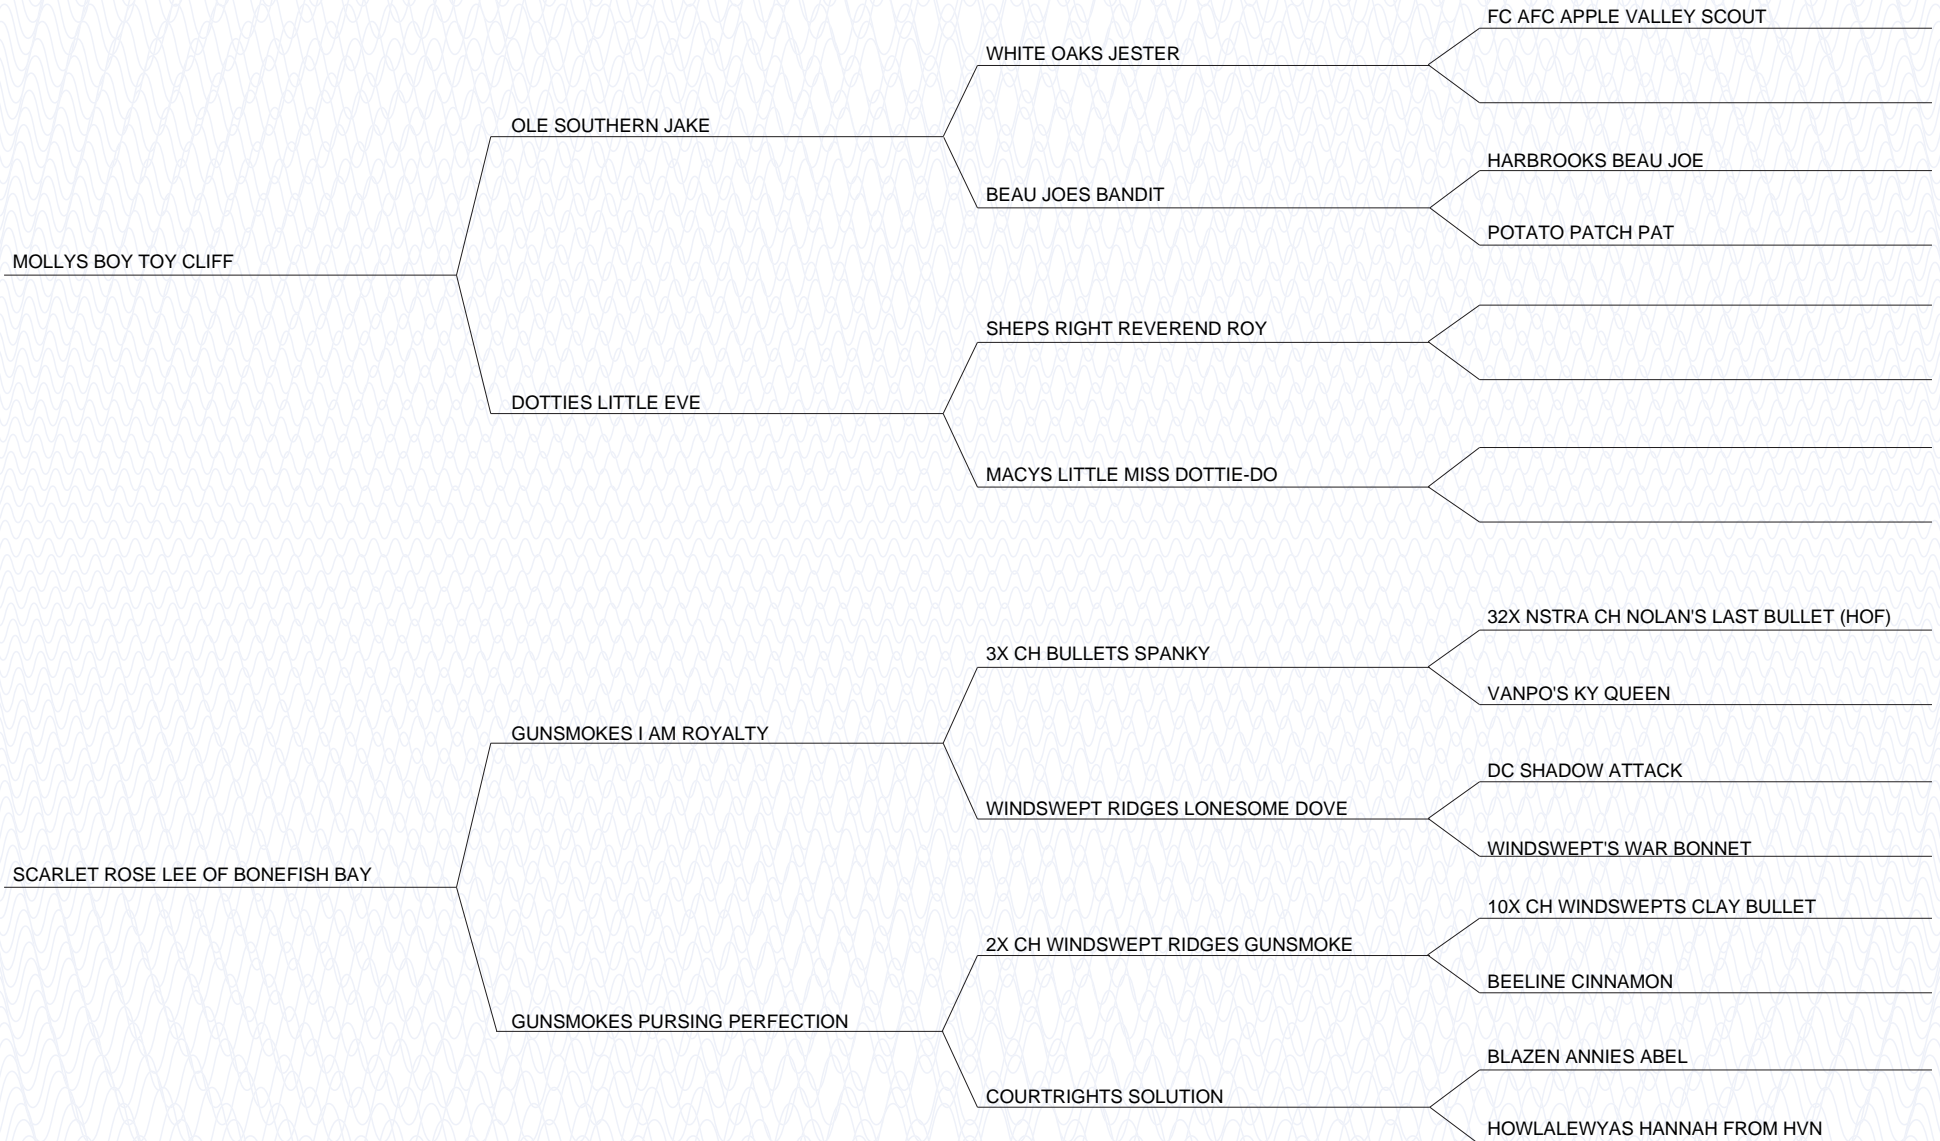 FC AFC APPLE VALLEY SCOUT
WHITE OAKS JESTER
OLE SOUTHERN JAKE
HARBROOKS BEAU JOE
BEAU JOES BANDIT
POTATO PATCH PAT
MOLLYS BOY TOY CLIFF
SHEPS RIGHT REVEREND ROY
DOTTIES LITTLE EVE
MACYS LITTLE MISS DOTTIE-DO
32X NSTRA CH NOLAN'S LAST BULLET (HOF)
3X CH BULLETS SPANKY
VANPO'S KY QUEEN
GUNSMOKES I AM ROYALTY
DC SHADOW ATTACK
WINDSWEPT RIDGES LONESOME DOVE
WINDSWEPT'S WAR BONNET
SCARLET ROSE LEE OF BONEFISH BAY
10X CH WINDSWEPTS CLAY BULLET
2X CH WINDSWEPT RIDGES GUNSMOKE
BEELINE CINNAMON
GUNSMOKES PURSING PERFECTION
BLAZEN ANNIES ABEL
COURTRIGHTS SOLUTION
HOWLALEWYAS HANNAH FROM HVN